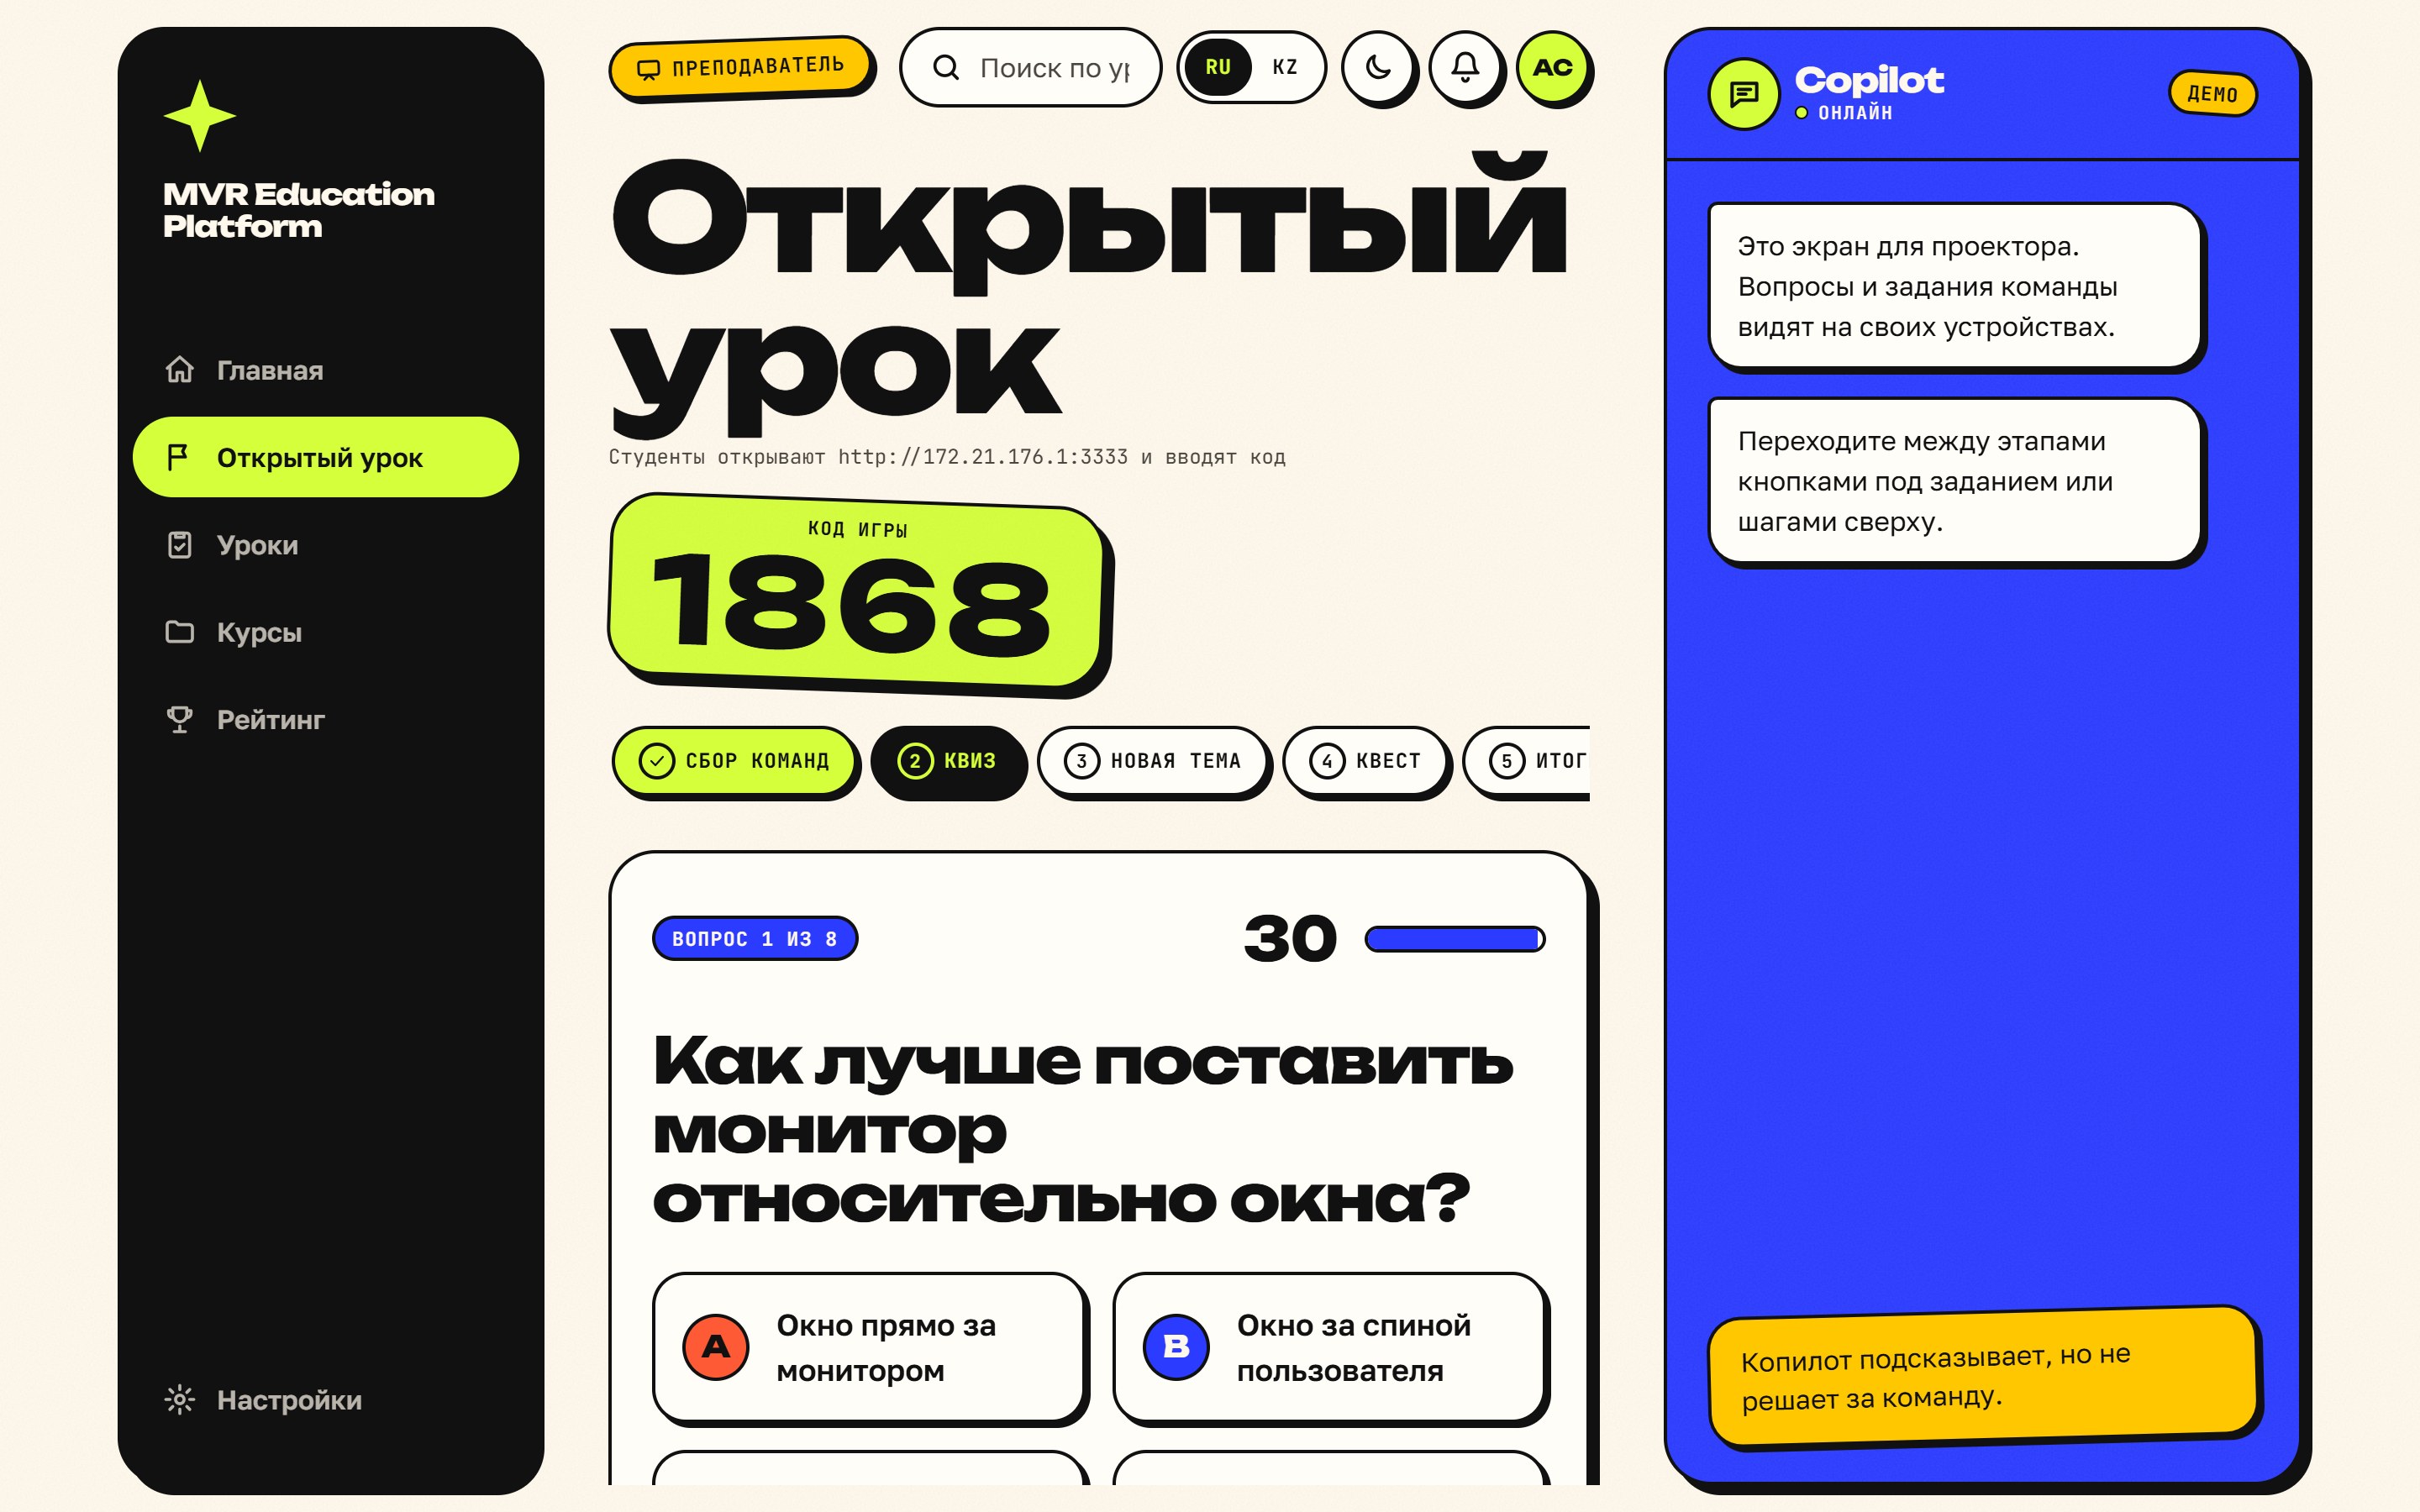 MVR Education
Platform
Главная
Открытый урок
Уроки
Курсы
Рейтинг
Настройки
ПРЕПОДАВАТЕЛЬ
Поиск по ур
RU
KZ
AC
Открытый
урок
Студенты открывают http://172.21.176.1:3333 и вводят код
КОД ИГРЫ
1868
СБОР КОМАНД
2 КВИЗ
3 НОВАЯ ТЕМА
4 КВЕСТ
5 ИТОГ
ВОПРОС 1 ИЗ 8
30
Как лучше поставить
монитор
относительно окна?
A
Окно прямо за
монитором
B
Окно за спиной
пользователя
Copilot
ОНЛАЙН
ДЕМО
Это экран для проектора.
Вопросы и задания команды
видят на своих устройствах.
Переходите между этапами
кнопками под заданием или
шагами сверху.
Копилот подсказывает, но не
решает за команду.